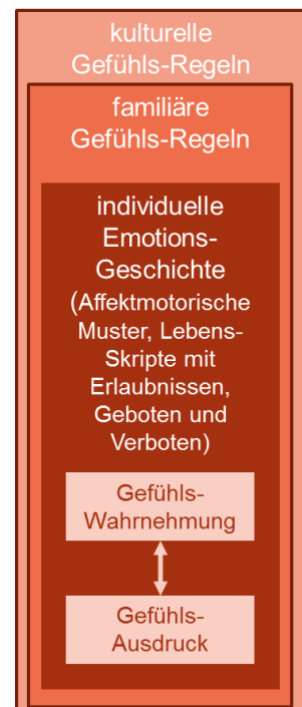 kulturelle
Gefühls-Regeln
familiäre
Gefühls-Regeln
individuelle
Emotions-
Geschichte
(Affektmotorische
Muster, Lebens-
Skripte mit
Erlaubnissen,
Geboten und
Verboten)
Gefühls-
Wahrnehmung
Gefühls-
Ausdruck